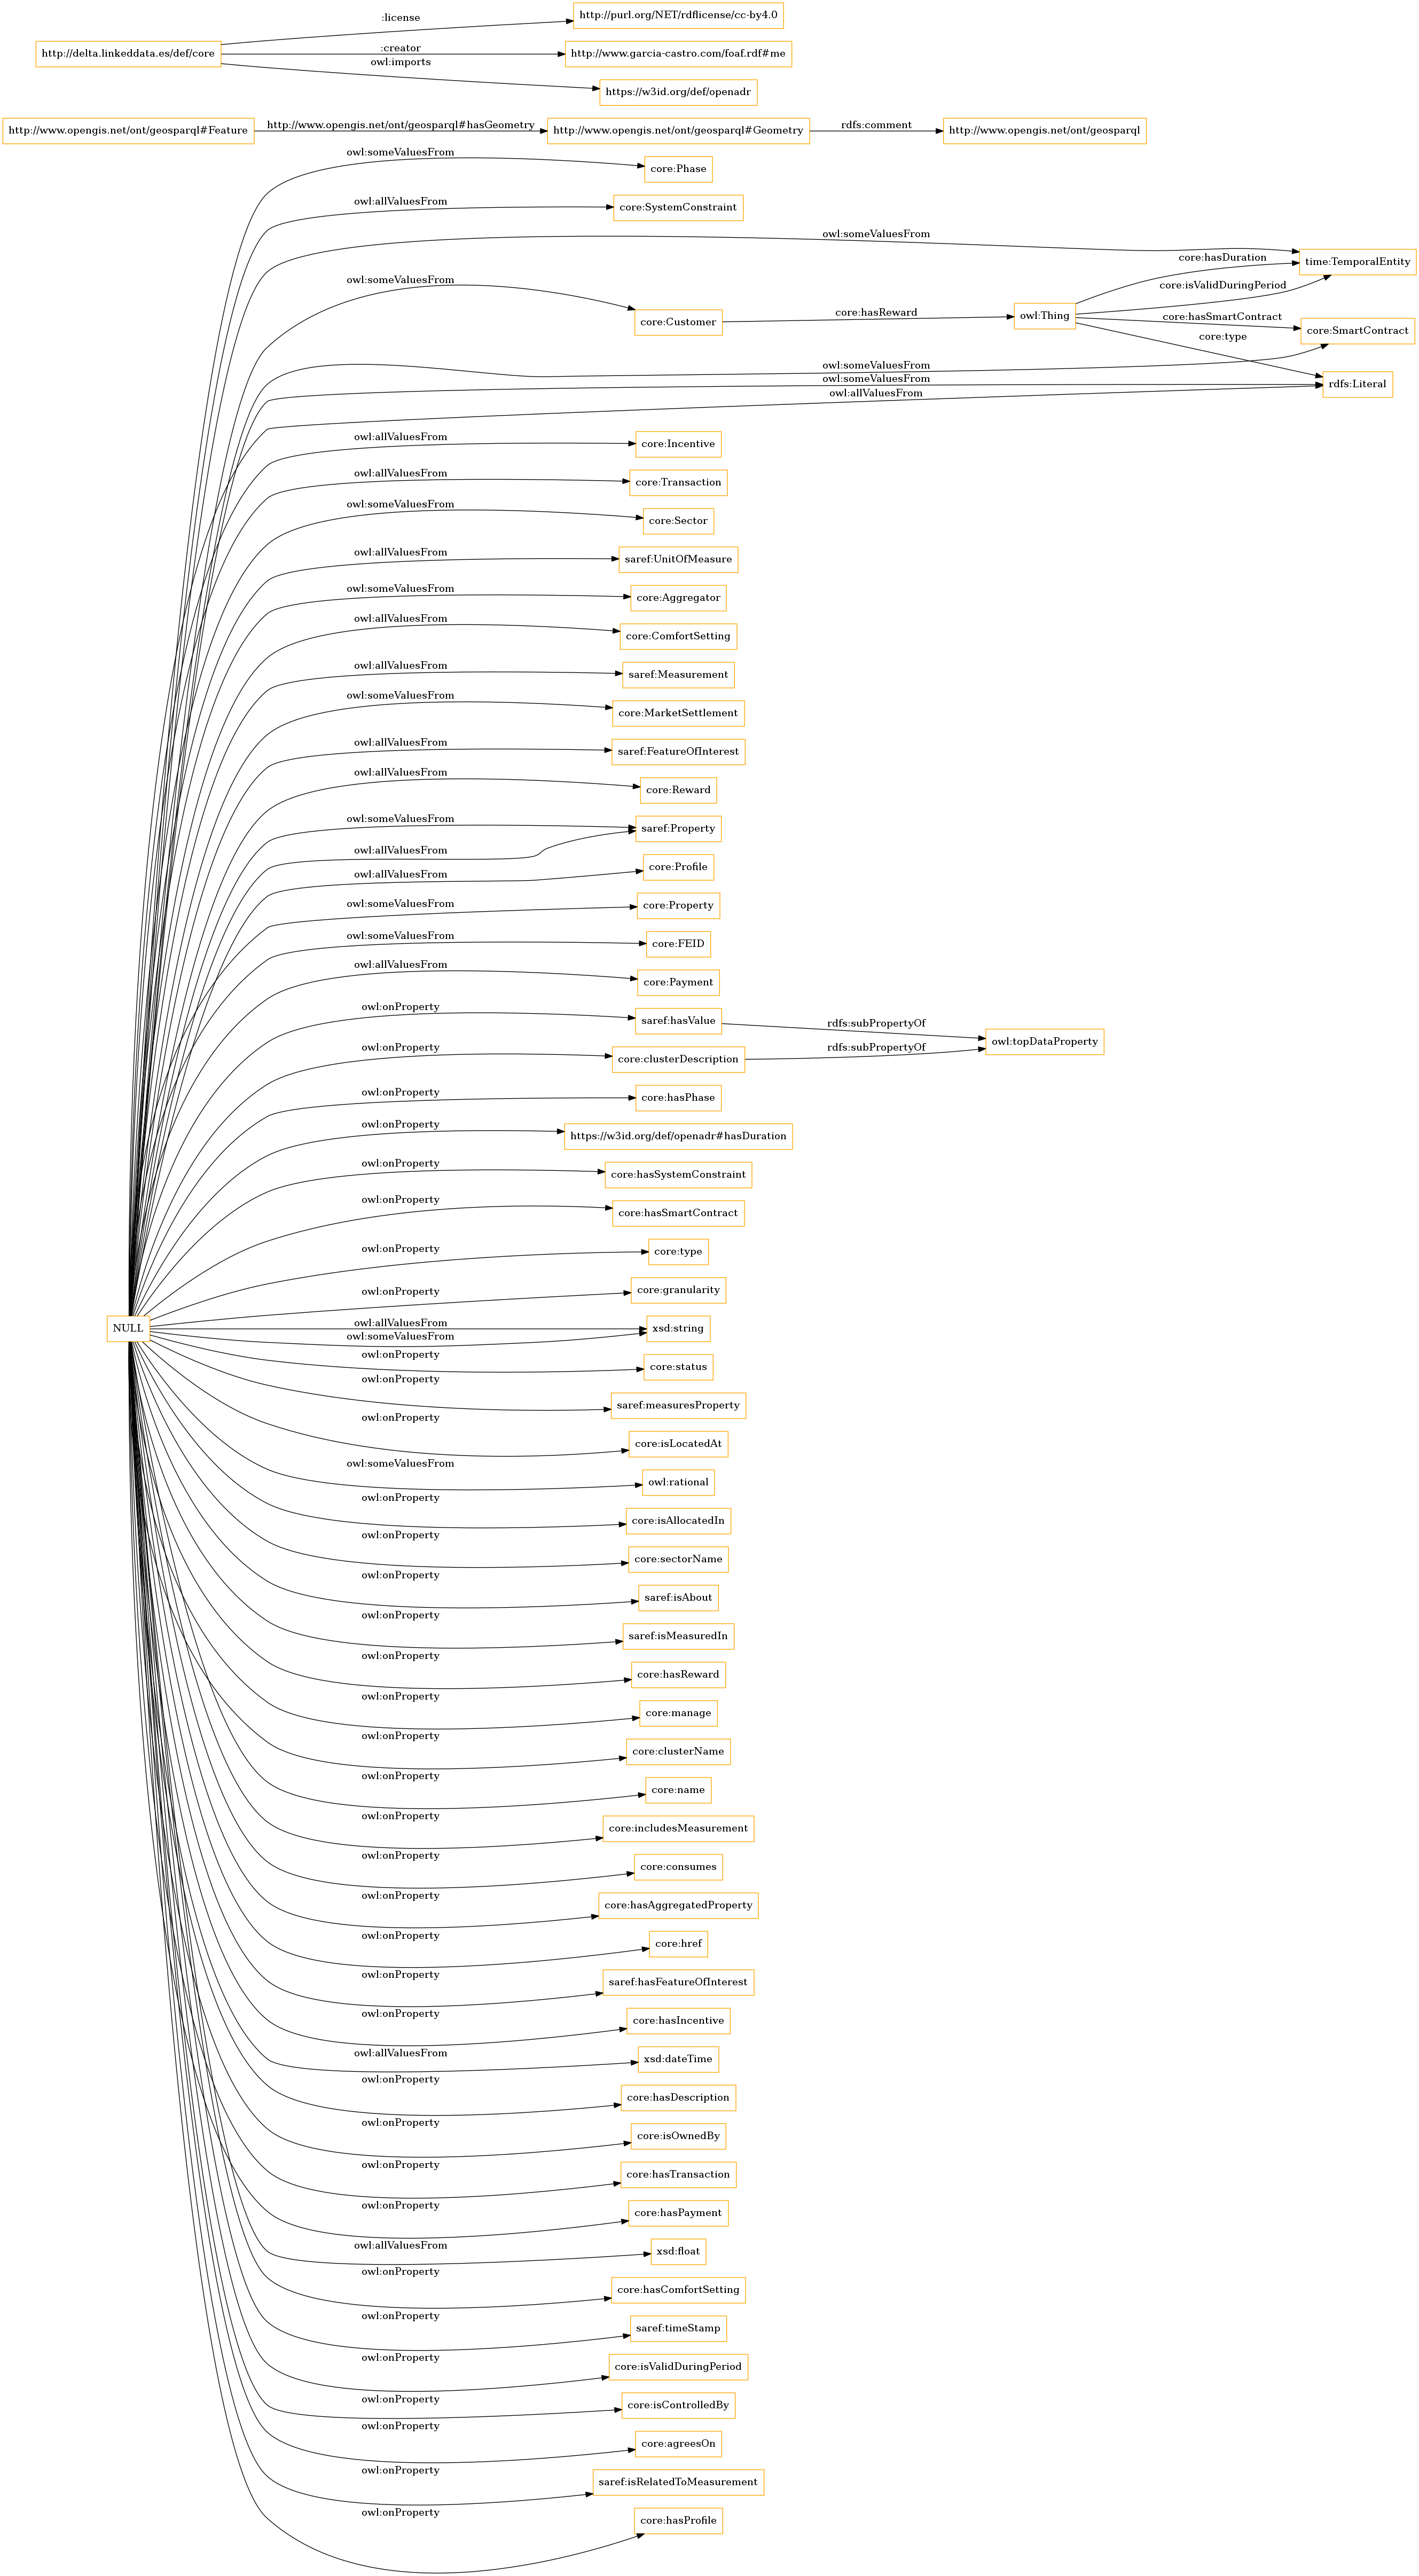 :license
http://purl.org/NET/rdflicense/cc-by4.0
http://delta.linkeddata.es/def/core
:creator
http://www.garcia-castro.com/foaf.rdf#me
owl:imports
https://w3id.org/def/openadr
http://www.opengis.net/ont/geosparql#Feature
http://www.opengis.net/ont/geosparql#hasGeometry
http://www.opengis.net/ont/geosparql#Geometry
rdfs:comment
http://www.opengis.net/ont/geosparql
owl:someValuesFrom
core:Phase
owl:allValuesFrom
core:SystemConstraint
owl:someValuesFrom
core:hasDuration
time:TemporalEntity
owl:someValuesFrom
core:isValidDuringPeriod
core:Customer
core:hasReward
owl:Thing
core:hasSmartContract
core:SmartContract
core:type
owl:someValuesFrom
owl:someValuesFrom
rdfs:Literal
owl:allValuesFrom
owl:allValuesFrom
core:Incentive
owl:allValuesFrom
core:Transaction
owl:someValuesFrom
core:Sector
owl:allValuesFrom
saref:UnitOfMeasure
owl:someValuesFrom
core:Aggregator
owl:allValuesFrom
core:ComfortSetting
owl:allValuesFrom
saref:Measurement
owl:someValuesFrom
core:MarketSettlement
owl:allValuesFrom
saref:FeatureOfInterest
owl:allValuesFrom
core:Reward
owl:someValuesFrom
saref:Property
owl:allValuesFrom
owl:allValuesFrom
core:Profile
owl:someValuesFrom
core:Property
owl:someValuesFrom
core:FEID
owl:allValuesFrom
core:Payment
owl:onProperty
saref:hasValue
rdfs:subPropertyOf
owl:topDataProperty
owl:onProperty
core:clusterDescription
rdfs:subPropertyOf
owl:onProperty
core:hasPhase
owl:onProperty
https://w3id.org/def/openadr#hasDuration
owl:onProperty
core:hasSystemConstraint
owl:onProperty
core:hasSmartContract
owl:onProperty
core:type
owl:onProperty
core:granularity
NULL
owl:allValuesFrom
xsd:string
owl:someValuesFrom
owl:onProperty
core:status
owl:onProperty
saref:measuresProperty
owl:onProperty
core:isLocatedAt
owl:someValuesFrom
owl:rational
owl:onProperty
core:isAllocatedIn
owl:onProperty
core:sectorName
owl:onProperty
saref:isAbout
owl:onProperty
saref:isMeasuredIn
owl:onProperty
core:hasReward
owl:onProperty
core:manage
owl:onProperty
core:clusterName
owl:onProperty
core:name
owl:onProperty
core:includesMeasurement
owl:onProperty
core:consumes
owl:onProperty
core:hasAggregatedProperty
owl:onProperty
core:href
owl:onProperty
saref:hasFeatureOfInterest
owl:onProperty
core:hasIncentive
owl:allValuesFrom
xsd:dateTime
owl:onProperty
core:hasDescription
owl:onProperty
core:isOwnedBy
owl:onProperty
core:hasTransaction
owl:onProperty
core:hasPayment
owl:allValuesFrom
xsd:float
owl:onProperty
core:hasComfortSetting
owl:onProperty
saref:timeStamp
owl:onProperty
core:isValidDuringPeriod
owl:onProperty
core:isControlledBy
owl:onProperty
core:agreesOn
owl:onProperty
saref:isRelatedToMeasurement
owl:onProperty
core:hasProfile